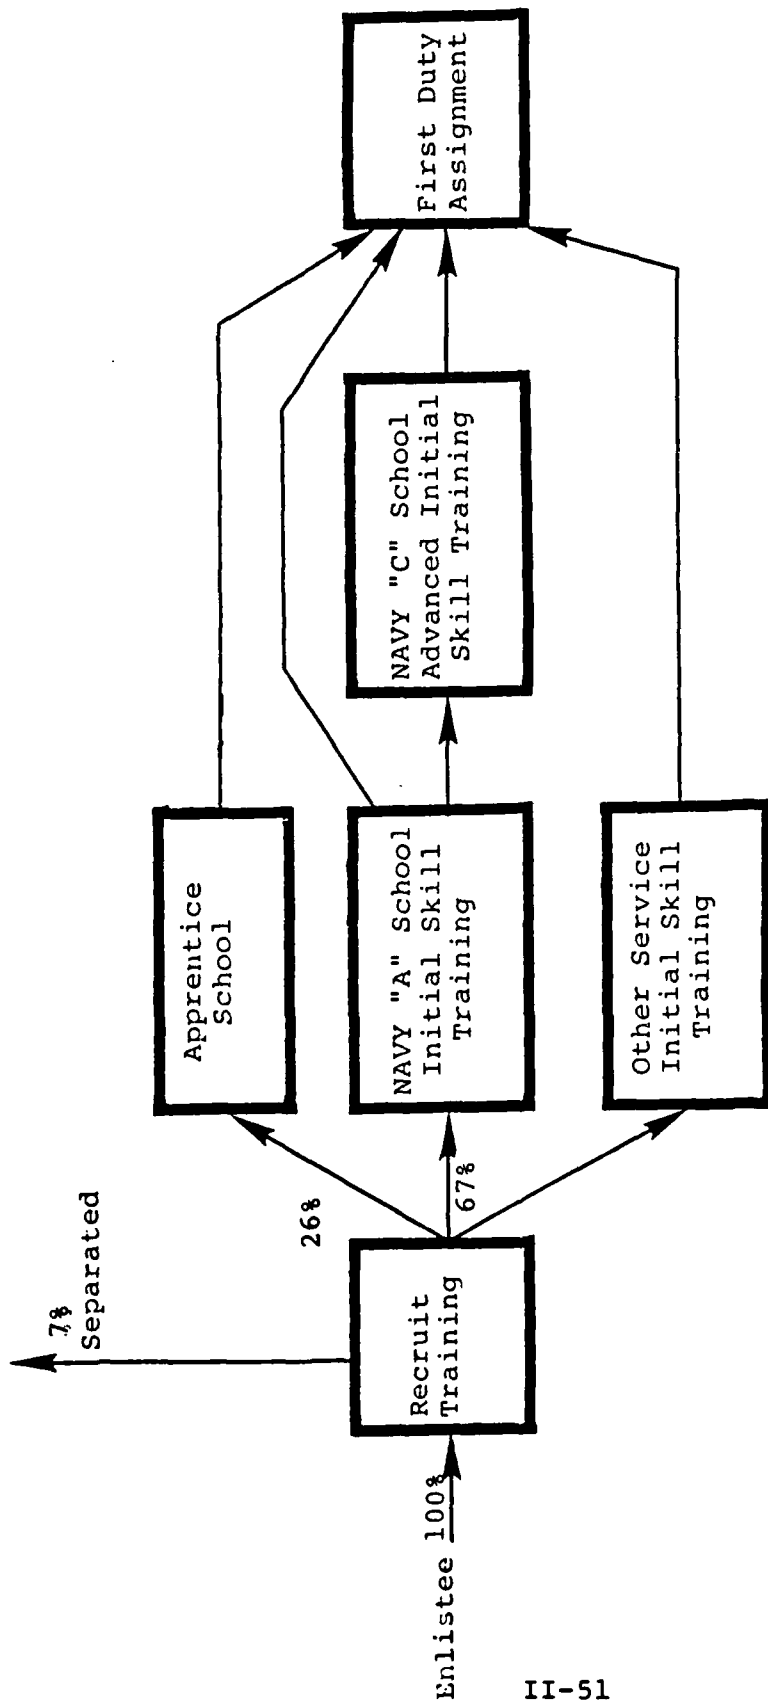 Enlistee 100%
7%
Separated
Recruit
Training
26%
67%
Apprentice
School
NAVY "A" School
Initial Skill
Training
Other Service
Initial Skill
Training
NAVY "C" School
Advanced Initial
Skill Training
First Duty
Assignment
II-51